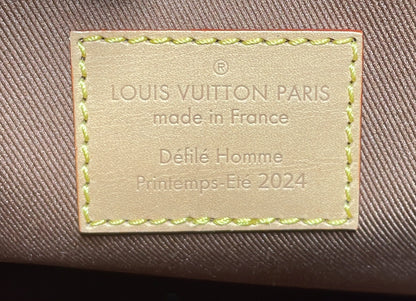 ®
LOUIS VUITTON PARIS
made in France
Défilé Homme
Printemps-Eté 2024